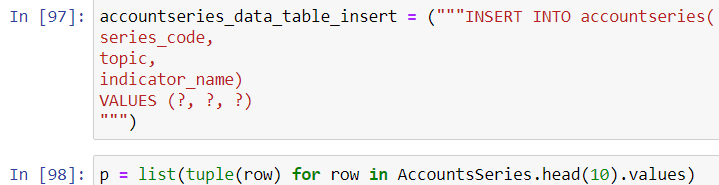 In [97]: accountseries_data_table_insert = ("""INSERT INTO accountseries(
series_code,
topic,
indicator_name)
VALUES (?, ?, ?)
""")
In [98]: p = list(tuple(row) for row in AccountsSeries.head(10).values)